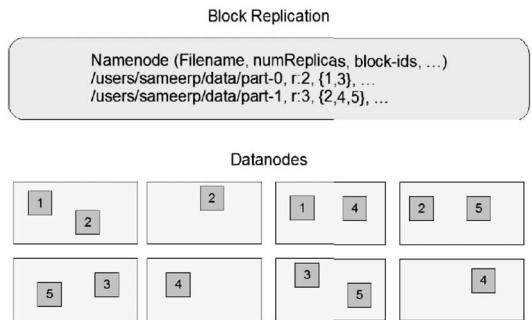 Block Replication
Namenode (Filename, numReplicas, block-ids, …)
/users/sameerp/data/part-0, r:2, {1,3}, …
/users/sameerp/data/part-1, r:3, {2,4,5}, …
Datanodes
1
2
2
1 4
2 5
5
3
4
3
5
4